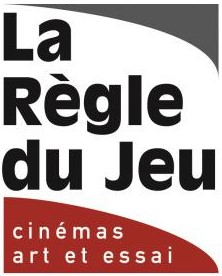 La
Règle
du Jeu
cinémas
art et essai